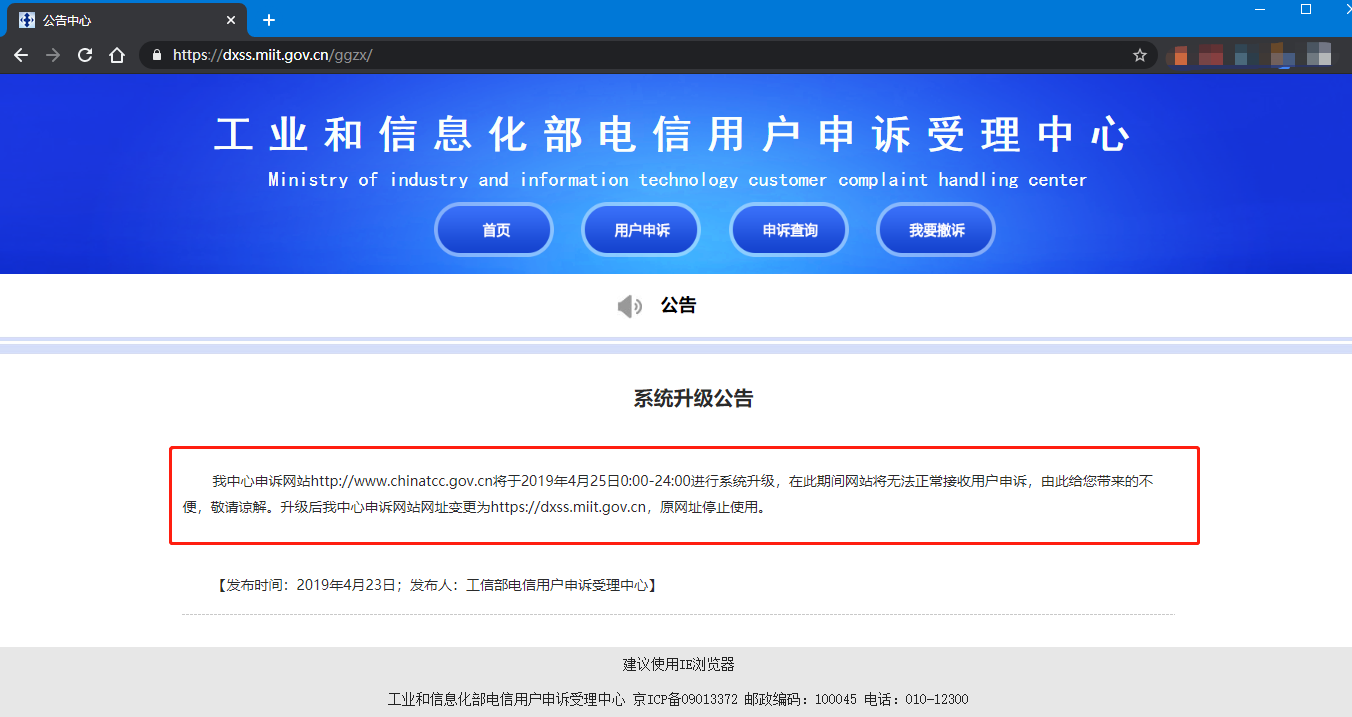 公告中心
https://dxss.miit.gov.cn/ggzx/
工业和信息化部电信用户申诉受理中心
Ministry of industry and information technology customer complaint handling center
首页 用户申诉 申诉查询 我要撤诉
公告
系统升级公告
我中心申诉网站http://www.chinatcc.gov.cn将于2019年4月25日0:00-24:00进行系统升级，在此期间网站将无法正常接收用户申诉，由此给您带来的不
便，敬请谅解。升级后我中心申诉网站网址变更为https://dxss.miit.gov.cn，原网址停止使用。
【发布时间：2019年4月23日；发布人：工信部电信用户申诉受理中心】
建议使用IE浏览器
工业和信息化部电信用户申诉受理中心 京ICP备09013372 邮政编码：100045 电话：010-12300